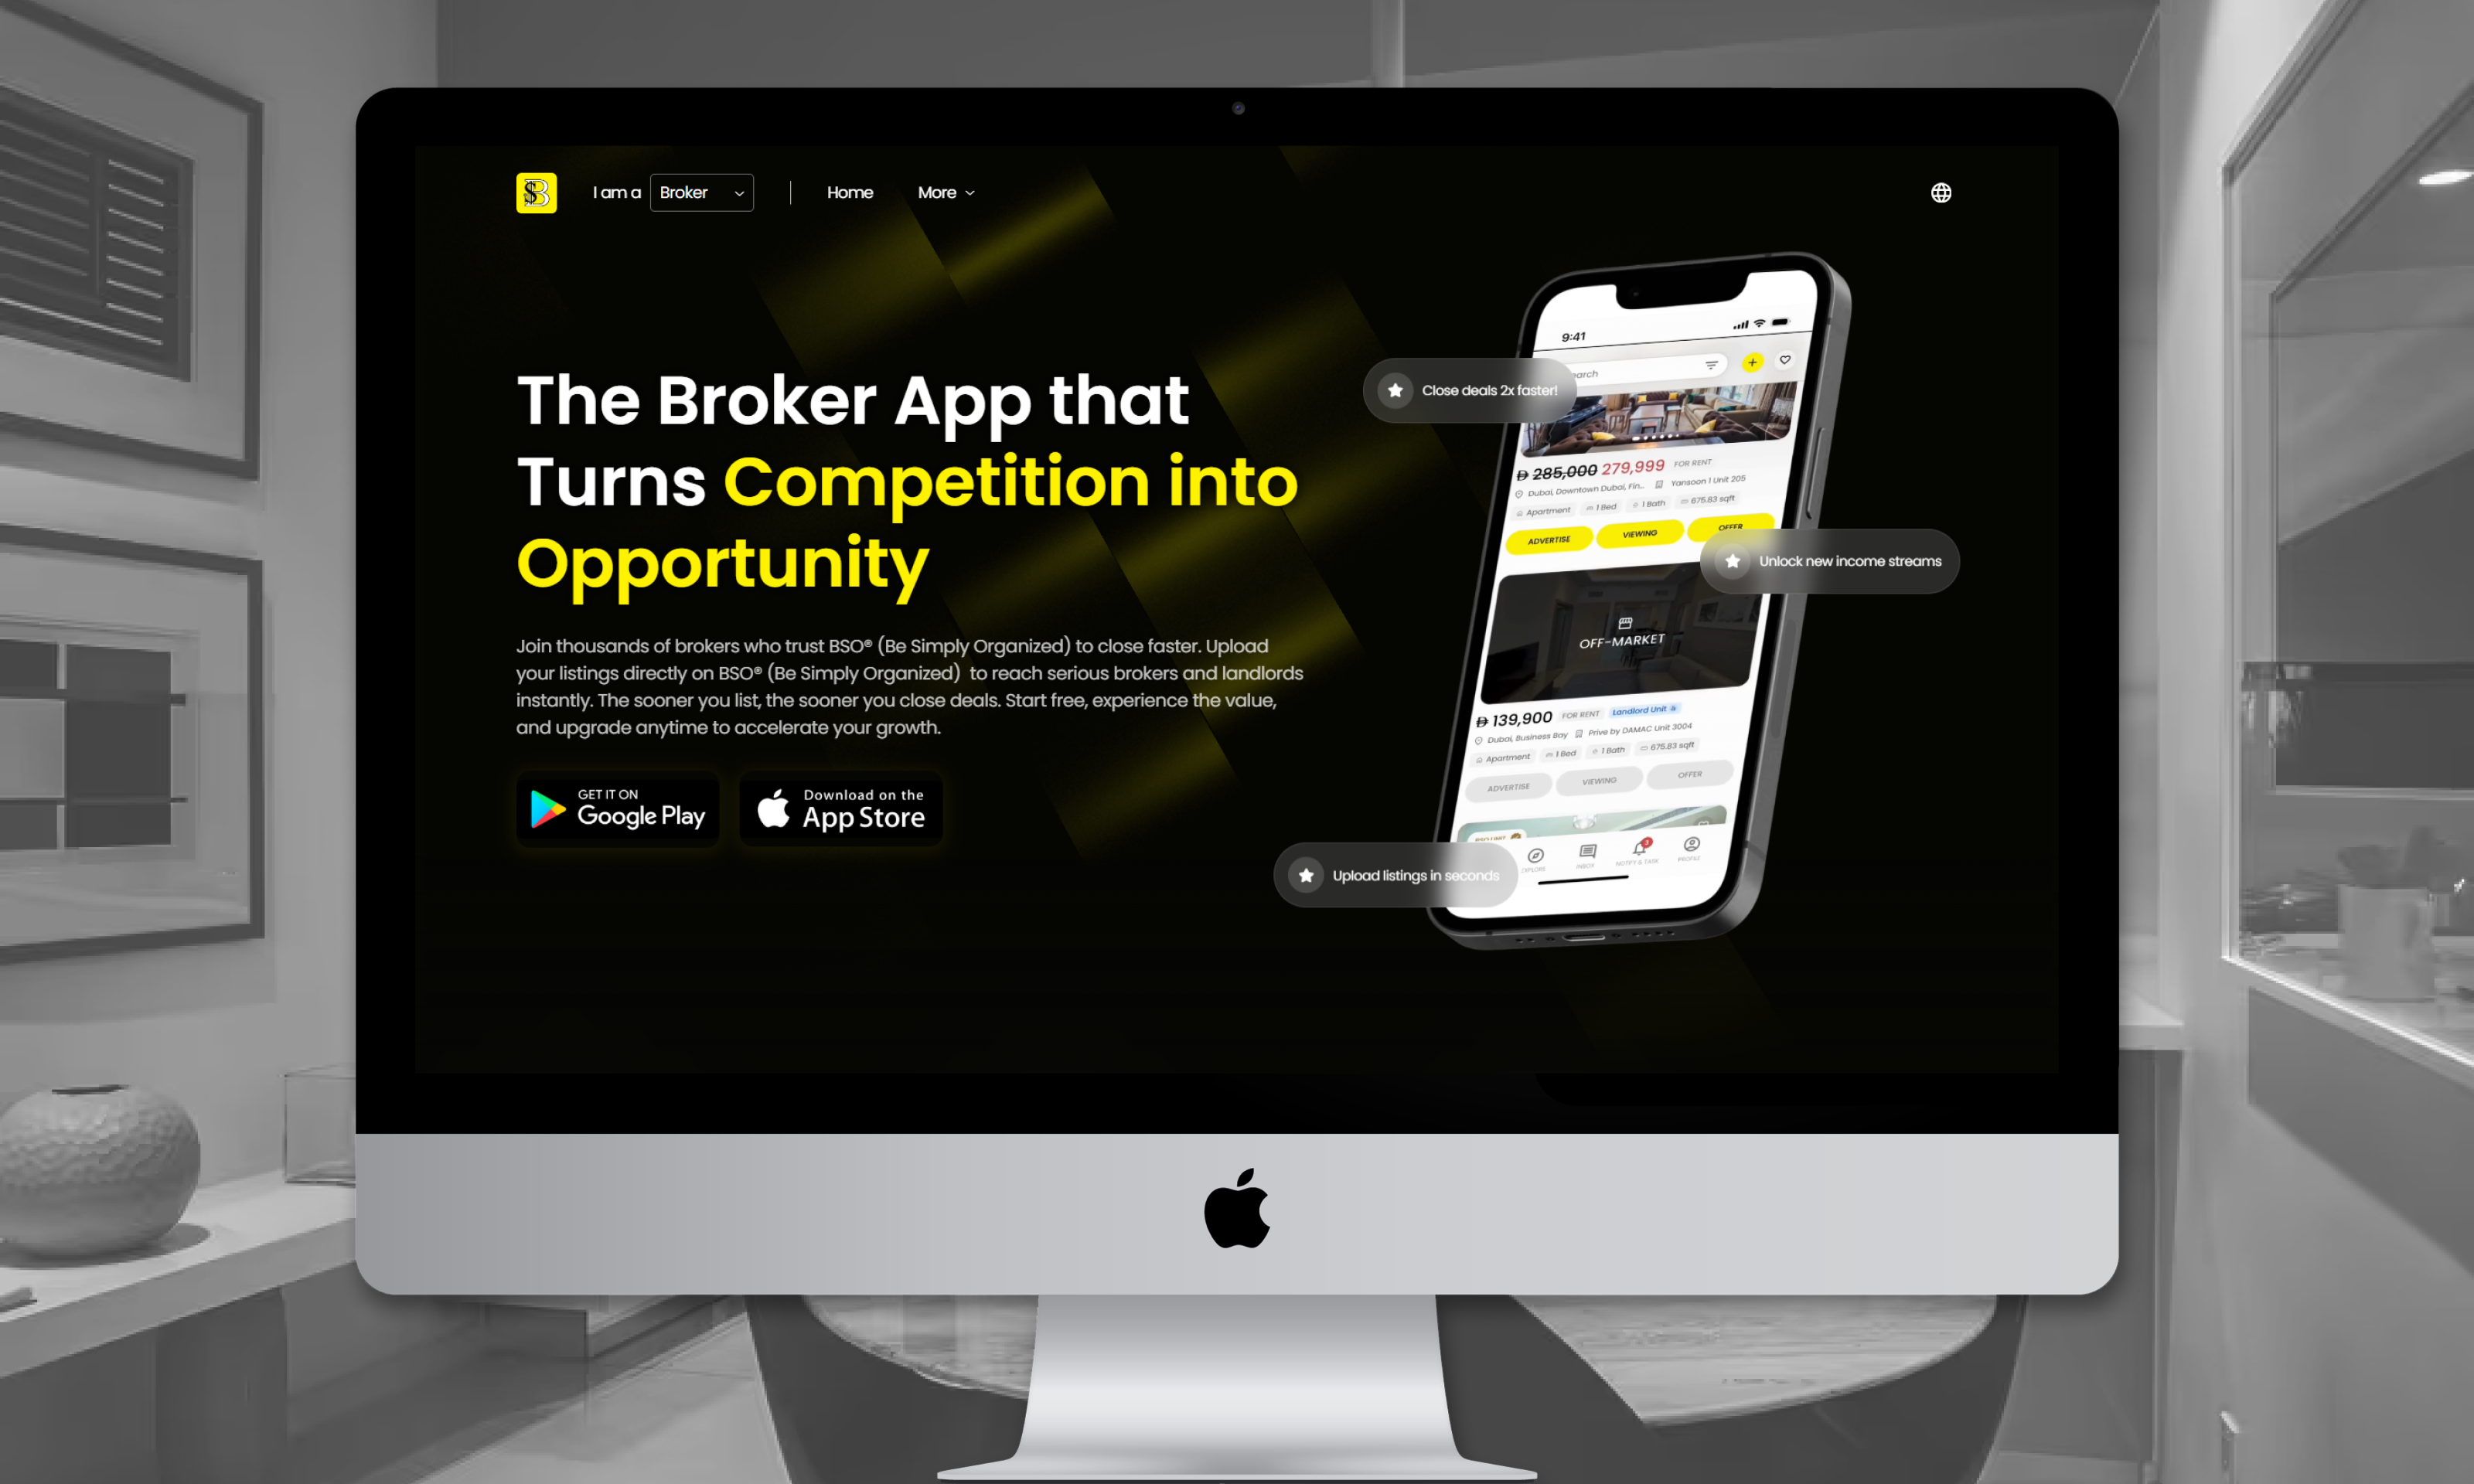 I am a Broker
Home
More
The Broker App that
Turns Competition into
Opportunity
Join thousands of brokers who trust BSO® (Be Simply Organized) to close faster. Upload
your listings directly on BSO® (Be Simply Organized) to reach serious brokers and landlords
instantly. The sooner you list, the sooner you close deals. Start free, experience the value,
and upgrade anytime to accelerate your growth.
GET IT ON
Google Play
Download on the
App Store
9:41
Close deals 2x faster!
285,000 279,999 FOR RENT
Dubai, Downtown Dubai, Fin... Yansoon 1 Unit 205
Apartment 1 Bed 1 Bath 675.83 sqft
ADVERTISE VIEWING OFFER
Unlock new income streams
OFF-MARKET
139,900 FOR RENT Landlord Unit
Dubai, Business Bay Prive by DAMAC Unit 3004
Apartment 1 Bed 1 Bath 675.83 sqft
ADVERTISE VIEWING OFFER
Upload listings in seconds
EXPLORE INBOX NOTIFY & TASK PROFILE